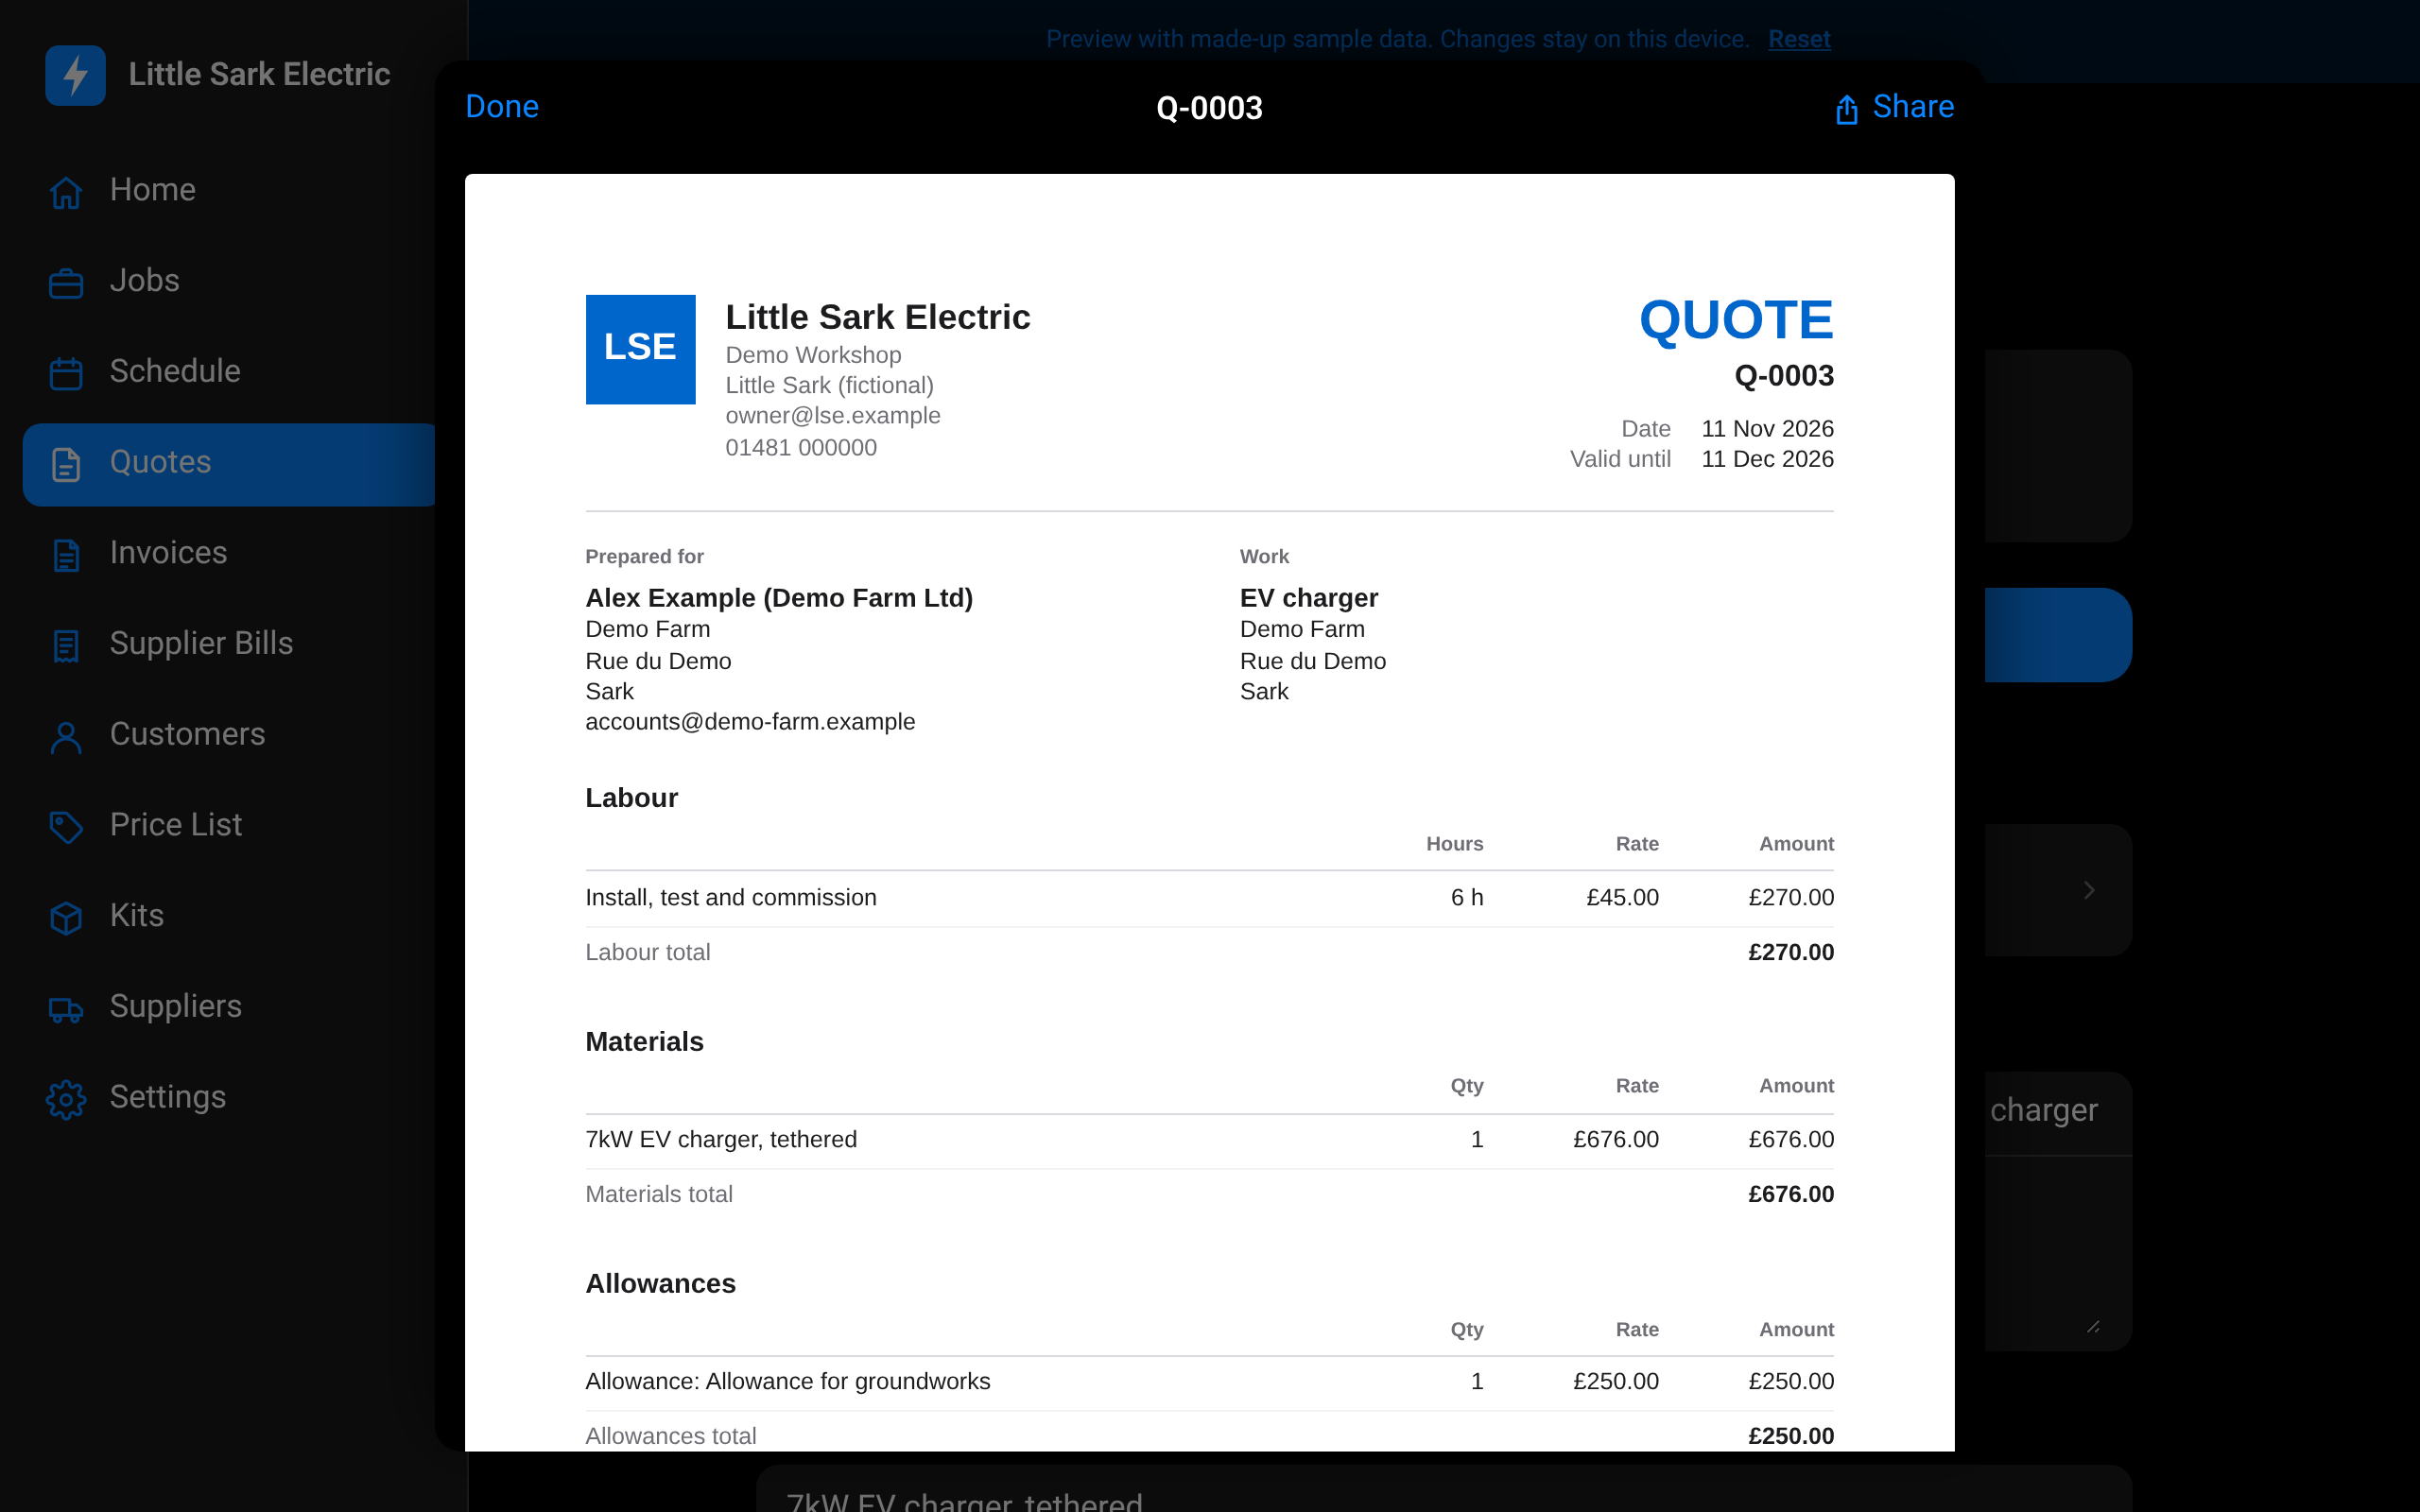 Little Sark Electric
Preview with made-up sample data. Changes stay on this device. Reset
Home
Jobs
Schedule
Quotes
Invoices
Supplier Bills
Customers
Price List
Kits
Suppliers
Settings
Done
Q-0003
Share
LSE
Little Sark Electric
Demo Workshop
Little Sark (fictional)
owner@lse.example
01481 000000
QUOTE
Q-0003
Date 11 Nov 2026
Valid until 11 Dec 2026
Prepared for
Alex Example (Demo Farm Ltd)
Demo Farm
Rue du Demo
Sark
accounts@demo-farm.example
Work
EV charger
Demo Farm
Rue du Demo
Sark
Labour
Hours Rate Amount
Install, test and commission 6 h £45.00 £270.00
Labour total £270.00
Materials
Qty Rate Amount
7kW EV charger, tethered 1 £676.00 £676.00
Materials total £676.00
Allowances
Qty Rate Amount
Allowance: Allowance for groundworks 1 £250.00 £250.00
Allowances total £250.00
charger
7kW EV charger, tethered